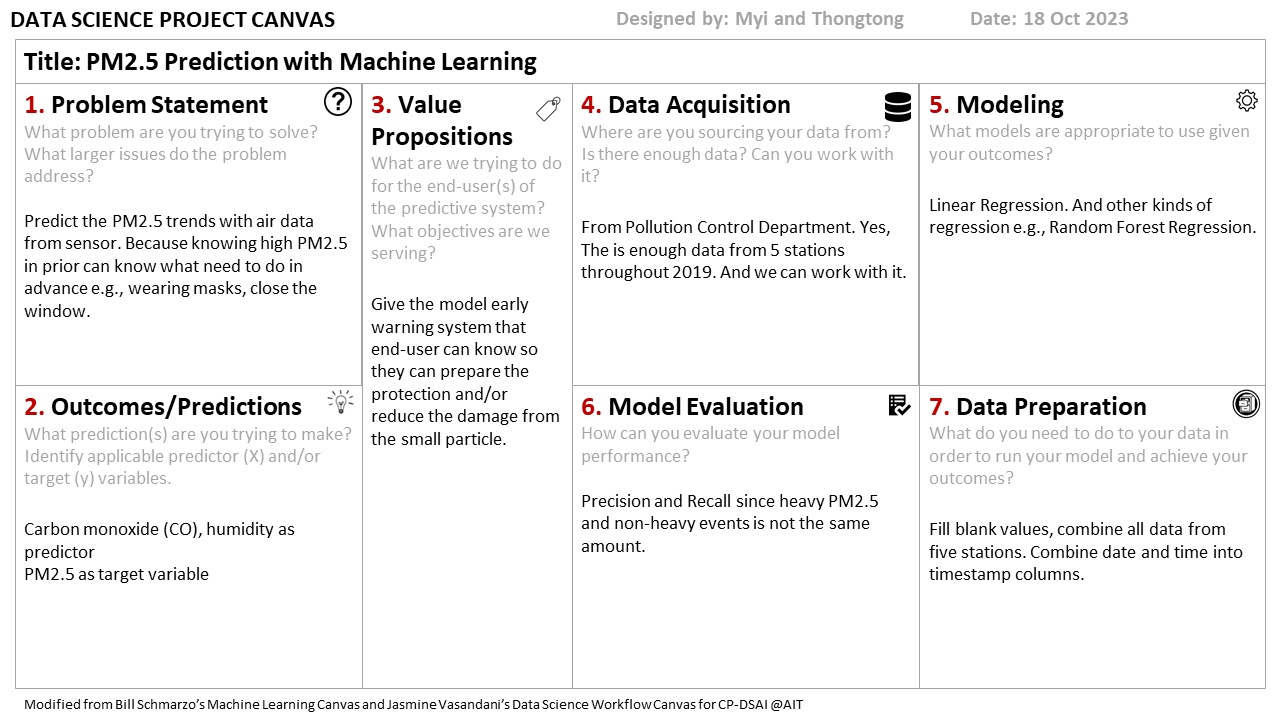 DATA SCIENCE PROJECT CANVAS
Designed by: Myi and Thongtong
Date: 18 Oct 2023
Title: PM2.5 Prediction with Machine Learning
1. Problem Statement
What problem are you trying to solve?
What larger issues do the problem
address?
Predict the PM2.5 trends with air data
from sensor. Because knowing high PM2.5
in prior can know what need to do in
advance e.g., wearing masks, close the
window.
2. Outcomes/Predictions
What prediction(s) are you trying to make?
Identify applicable predictor (X) and/or
target (y) variables.
Carbon monoxide (CO), humidity as
predictor
PM2.5 as target variable
3. Value
Propositions
What are we trying to do
for the end-user(s) of
the predictive system?
What objectives are we
serving?
Give the model early
warning system that
end-user can know so
they can prepare the
protection and/or
reduce the damage from
the small particle.
4. Data Acquisition
Where are you sourcing your data from?
Is there enough data? Can you work with
it?
From Pollution Control Department. Yes,
The is enough data from 5 stations
throughout 2019. And we can work with it.
5. Modeling
What models are appropriate to use given
your outcomes?
Linear Regression. And other kinds of
regression e.g., Random Forest Regression.
6. Model Evaluation
How can you evaluate your model
performance?
Precision and Recall since heavy PM2.5
and non-heavy events is not the same
amount.
7. Data Preparation
What do you need to do to your data in
order to run your model and achieve your
outcomes?
Fill blank values, combine all data from
five stations. Combine date and time into
timestamp columns.
Modified from Bill Schmarzo's Machine Learning Canvas and Jasmine Vasandani's Data Science Workflow Canvas for CP-DSAI @AIT